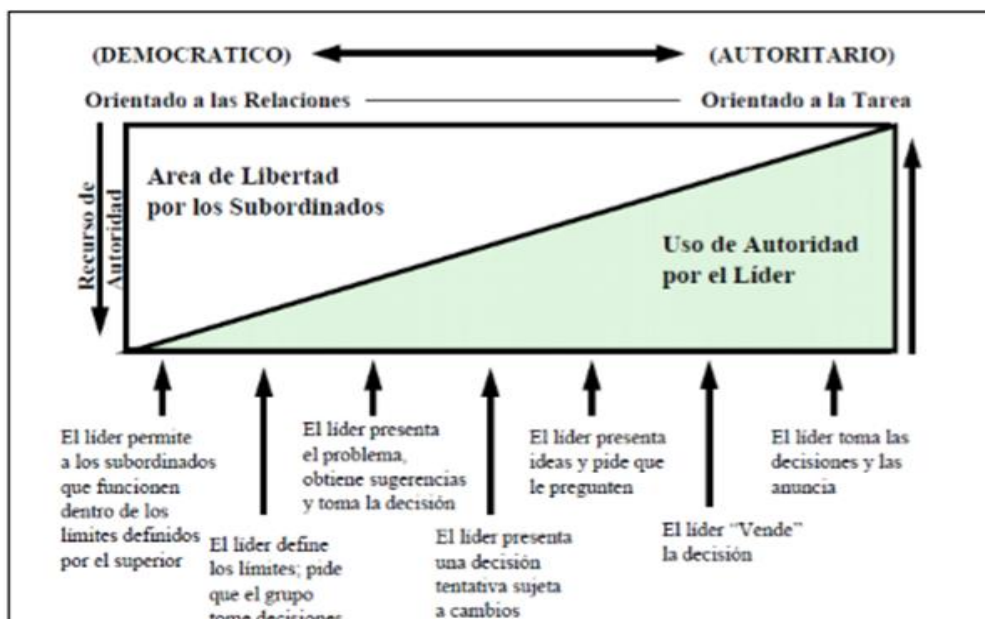 (DEMOCRATICO)
(AUTORITARIO)
Orientado a las Relaciones
Orientado a la Tarea
Recurso de
Autoridad
Area de Libertad
por los Subordinados
Uso de Autoridad
por el Líder
El líder permite
a los subordinados
que funcionen
dentro de los
límites definidos
por el superior
El líder define
los límites; pide
que el grupo
tome decisiones
El líder presenta
el problema,
obtiene sugerencias
y toma la decisión
El líder presenta
una decisión
tentativa sujeta
a cambios
El líder presenta
ideas y pide que
le pregunten
El líder “Vende”
la decisión
El líder toma las
decisiones y las
anuncia